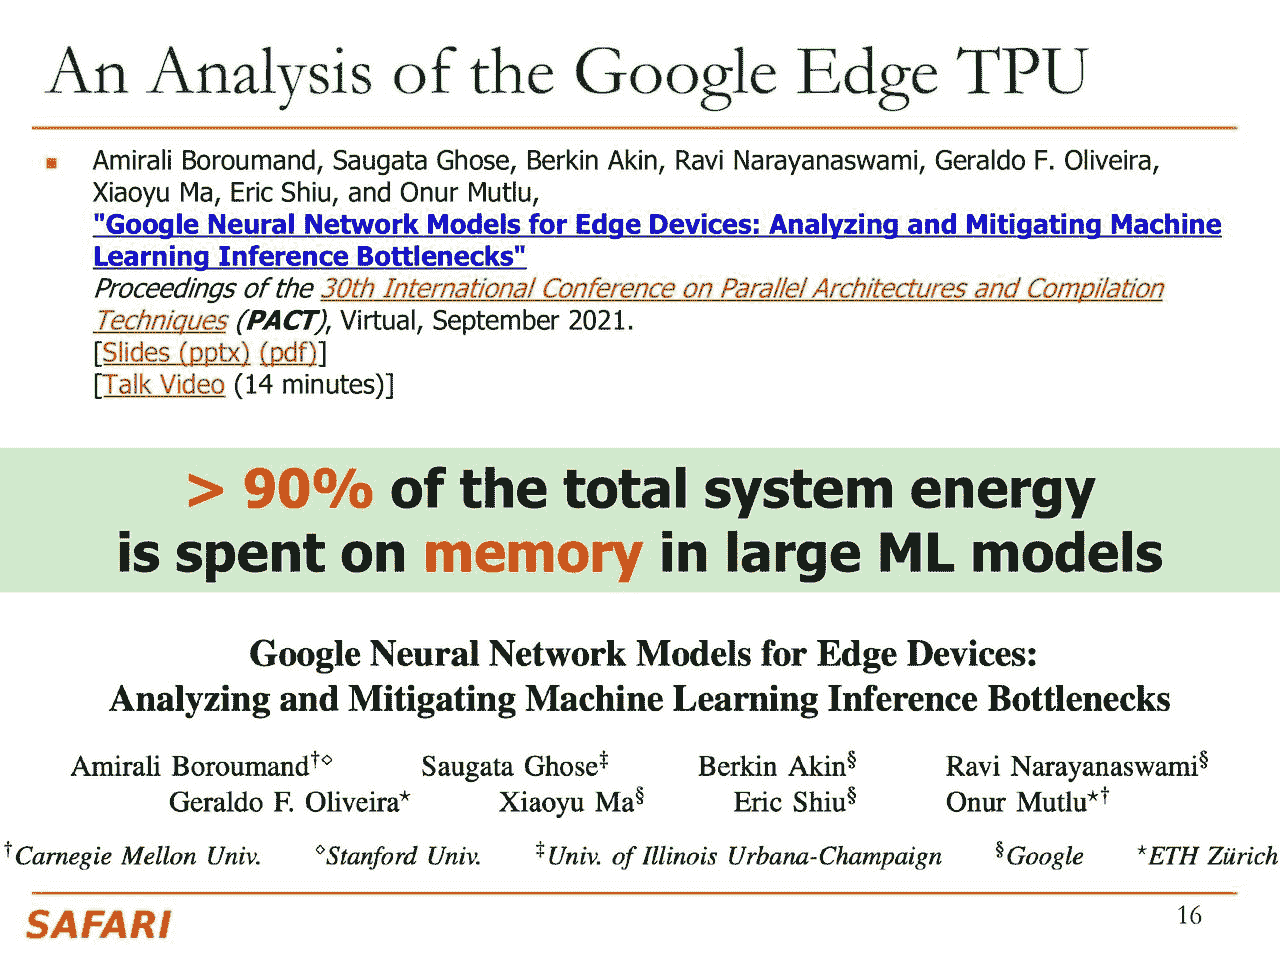 An Analysis of the Google Edge TPU
▪ Amirali Boroumand, Saugata Ghose, Berkin Akin, Ravi Narayanaswami, Geraldo F. Oliveira,
Xiaoyu Ma, Eric Shiu, and Onur Mutlu,
"Google Neural Network Models for Edge Devices: Analyzing and Mitigating Machine
Learning Inference Bottlenecks"
Proceedings of the 30th International Conference on Parallel Architectures and Compilation
Techniques (PACT), Virtual, September 2021.
[Slides (pptx) (pdf)]
[Talk Video (14 minutes)]
> 90% of the total system energy
is spent on memory in large ML models
Google Neural Network Models for Edge Devices:
Analyzing and Mitigating Machine Learning Inference Bottlenecks
Amirali Boroumand†⋄ Saugata Ghose‡ Berkin Akin§ Ravi Narayanaswami§
Geraldo F. Oliveira⋆ Xiaoyu Ma§ Eric Shiu§ Onur Mutlu⋆†
†Carnegie Mellon Univ. ⋄Stanford Univ. ‡Univ. of Illinois Urbana-Champaign §Google ⋆ETH Zürich
SAFARI
16